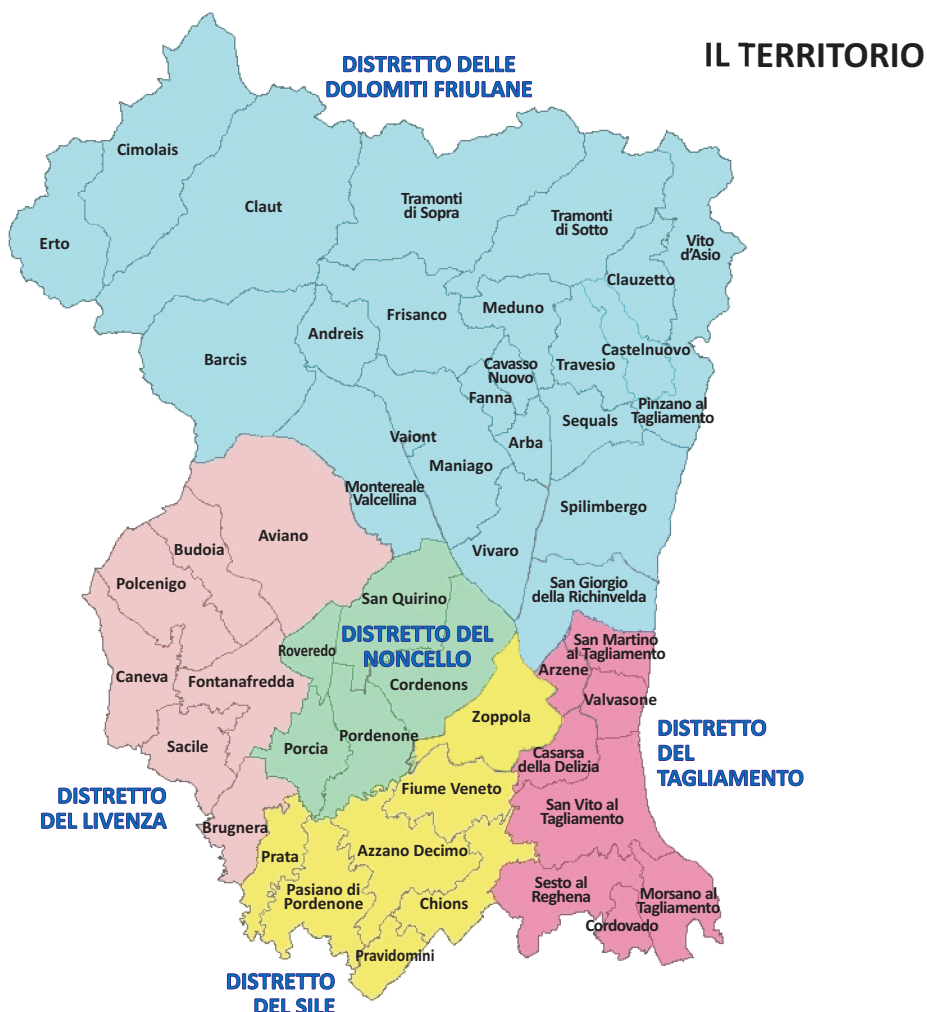 IL TERRITORIO
DISTRETTO DELLE
DOLOMITI FRIULANE
Cimolais
Claut
Erto
Tramonti
di Sopra
Tramonti
di Sotto
Vito
d'Asio
Clauzetto
Frisanco
Meduno
Andreis
Barcis
Cavasso
Nuovo
Travesio
Castelnuovo
Fanna
Sequals
Pinzano al
Tagliamento
Vaiont
Arba
Maniago
Montereale
Valcellina
Spilimbergo
Vivaro
San Giorgio
della Richinvelda
Aviano
Budoia
Polcenigo
Caneva
Fontanafredda
Sacile
Brugnera
DISTRETTO
DEL LIVENZA
San Quirino
DISTRETTO DEL
NONCELLO
Roveredo
Cordenons
Porcia
Pordenone
Zoppola
Fiume Veneto
Azzano Decimo
Prata
Pasiano di
Pordenone
Chions
Pravidomini
DISTRETTO
DEL SILE
San Martino
al Tagliamento
Arzene
Valvasone
Casarsa
della Delizia
San Vito al
Tagliamento
Sesto al
Reghena
Morsano al
Tagliamento
Cordovado
DISTRETTO
DEL
TAGLIAMENTO